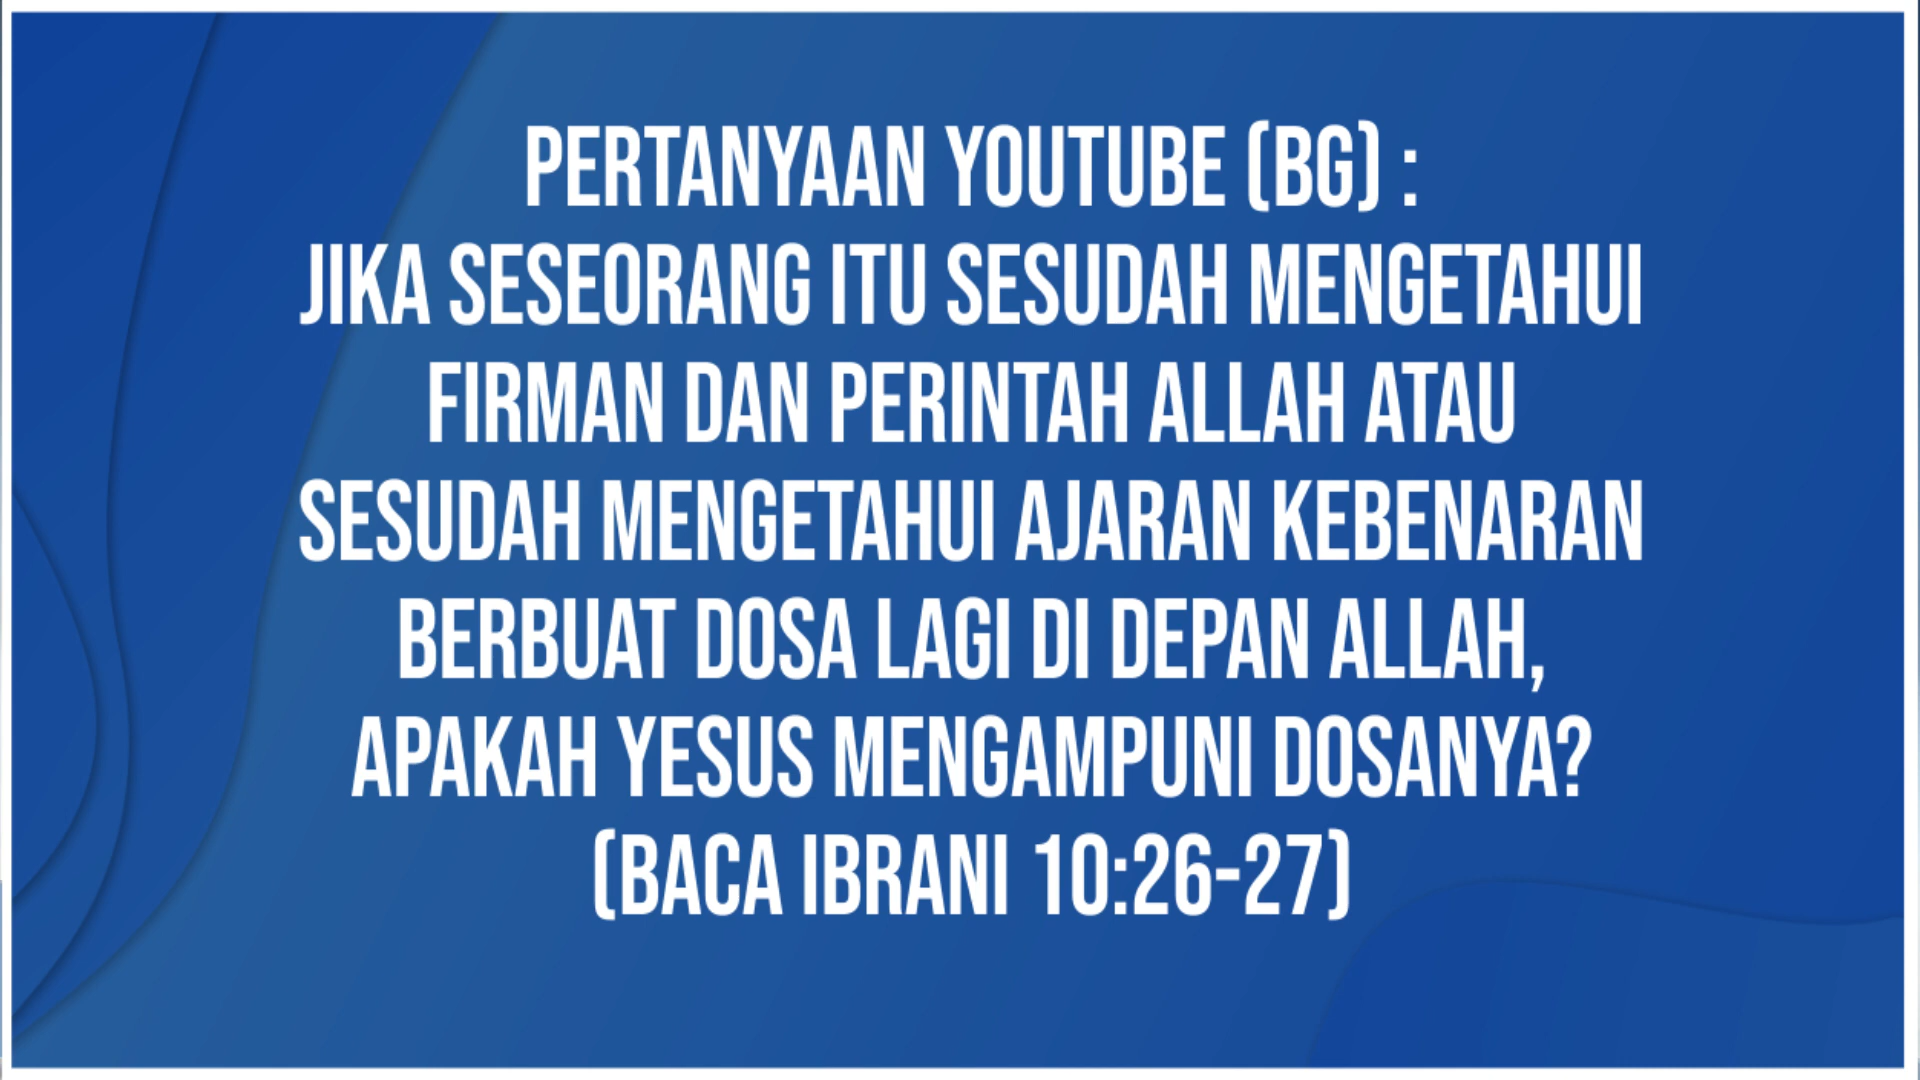 PERTANYAAN YOUTUBE (BG) :
JIKA SESEORANG ITU SESUDAH MENGETAHUI
FIRMAN DAN PERINTAH ALLAH ATAU
SESUDAH MENGETAHUI AJARAN KEBENARAN
BERBUAT DOSA LAGI DI DEPAN ALLAH,
APAKAH YESUS MENGAMPUNI DOSANYA?
(BACA IBRANI 10:26-27)